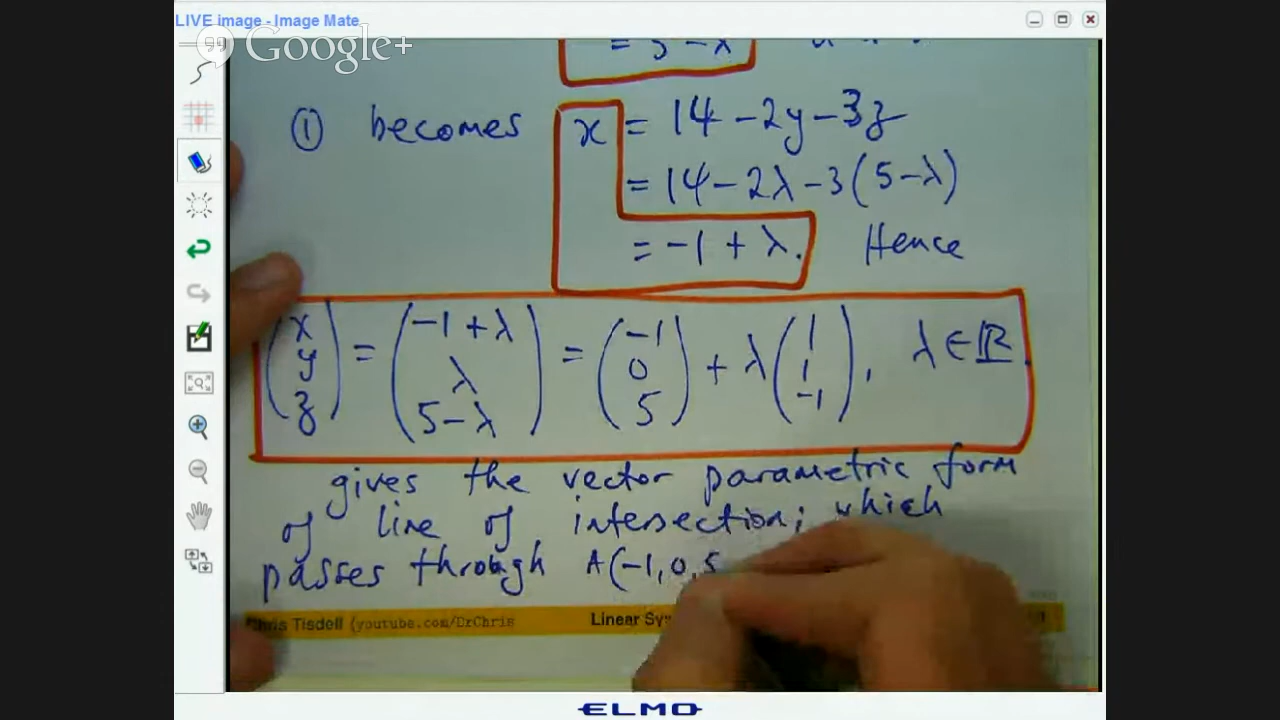 LIVE image - Image Mate
Google+
= 5 - λ
① becomes x = 14 - 2y - 3z
= 14 - 2λ - 3(5 - λ)
= -1 + λ. Hence
(x y z) = (-1 + λ, λ, 5 - λ) = (-1 0 5) + λ(1 1 -1), λ ∈ ℝ.
gives the vector parametric form
of line of intersection; which
passes through A(-1, 0, 5
Chris Tisdell (youtube.com/DrChris Linear Sys
ELMO